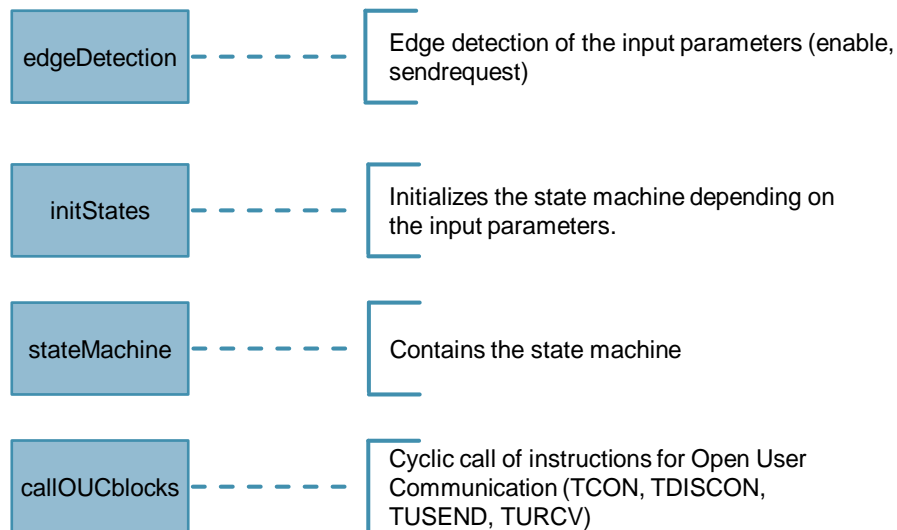 edgeDetection
Edge detection of the input parameters (enable,
sendrequest)
initStates
Initializes the state machine depending on
the input parameters.
stateMachine
Contains the state machine
callOUCblocks
Cyclic call of instructions for Open User
Communication (TCON, TDISCON,
TUSEND, TURCV)